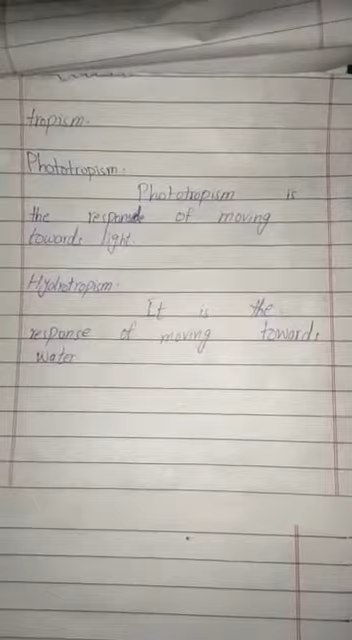 tropism.
Phototropism.
Phototropism is
the response of moving
towards light.
Hydrotropism.
It is the
response of moving towards
water